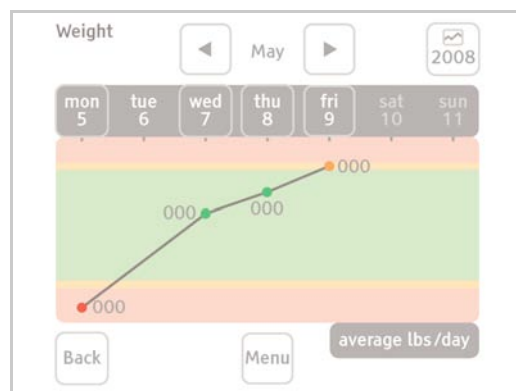 Weight
◀ May ▶
2008
mon tue wed thu fri sat sun
5 6 7 8 9 10 11
000
000
000
000
average lbs/day
Back Menu